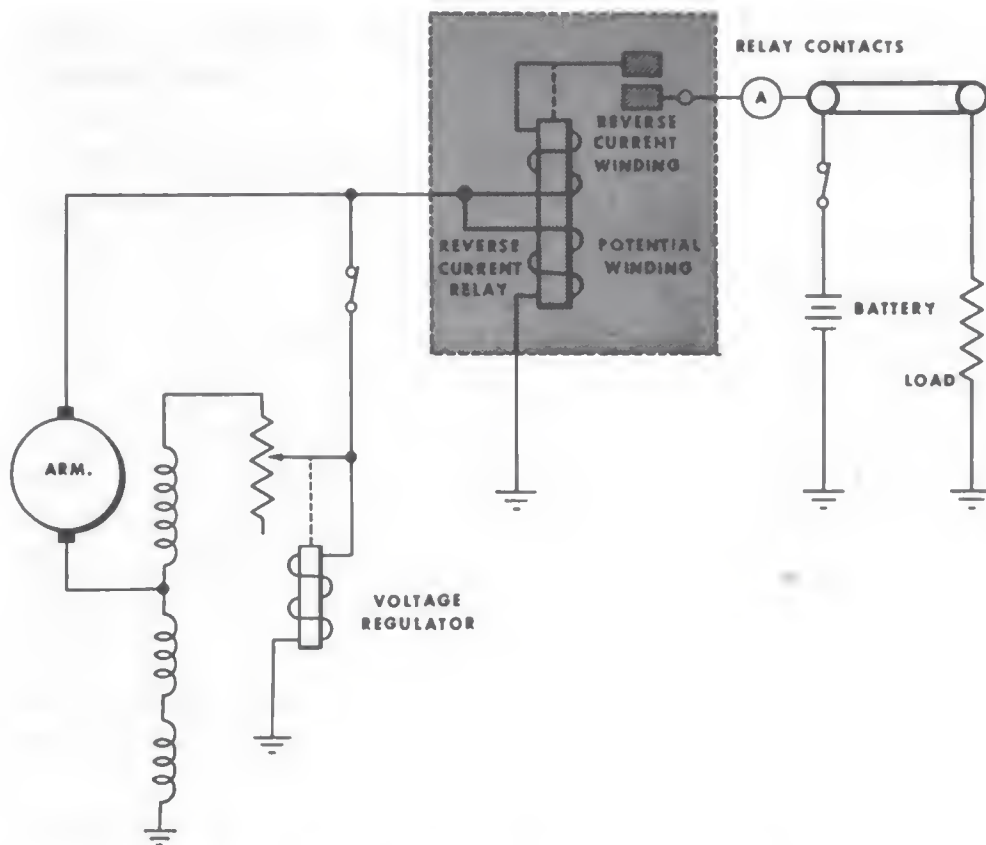 RELAY CONTACTS
A
REVERSE
CURRENT
WINDING
REVERSE
CURRENT
RELAY
POTENTIAL
WINDING
BATTERY
LOAD
ARM.
VOLTAGE
REGULATOR